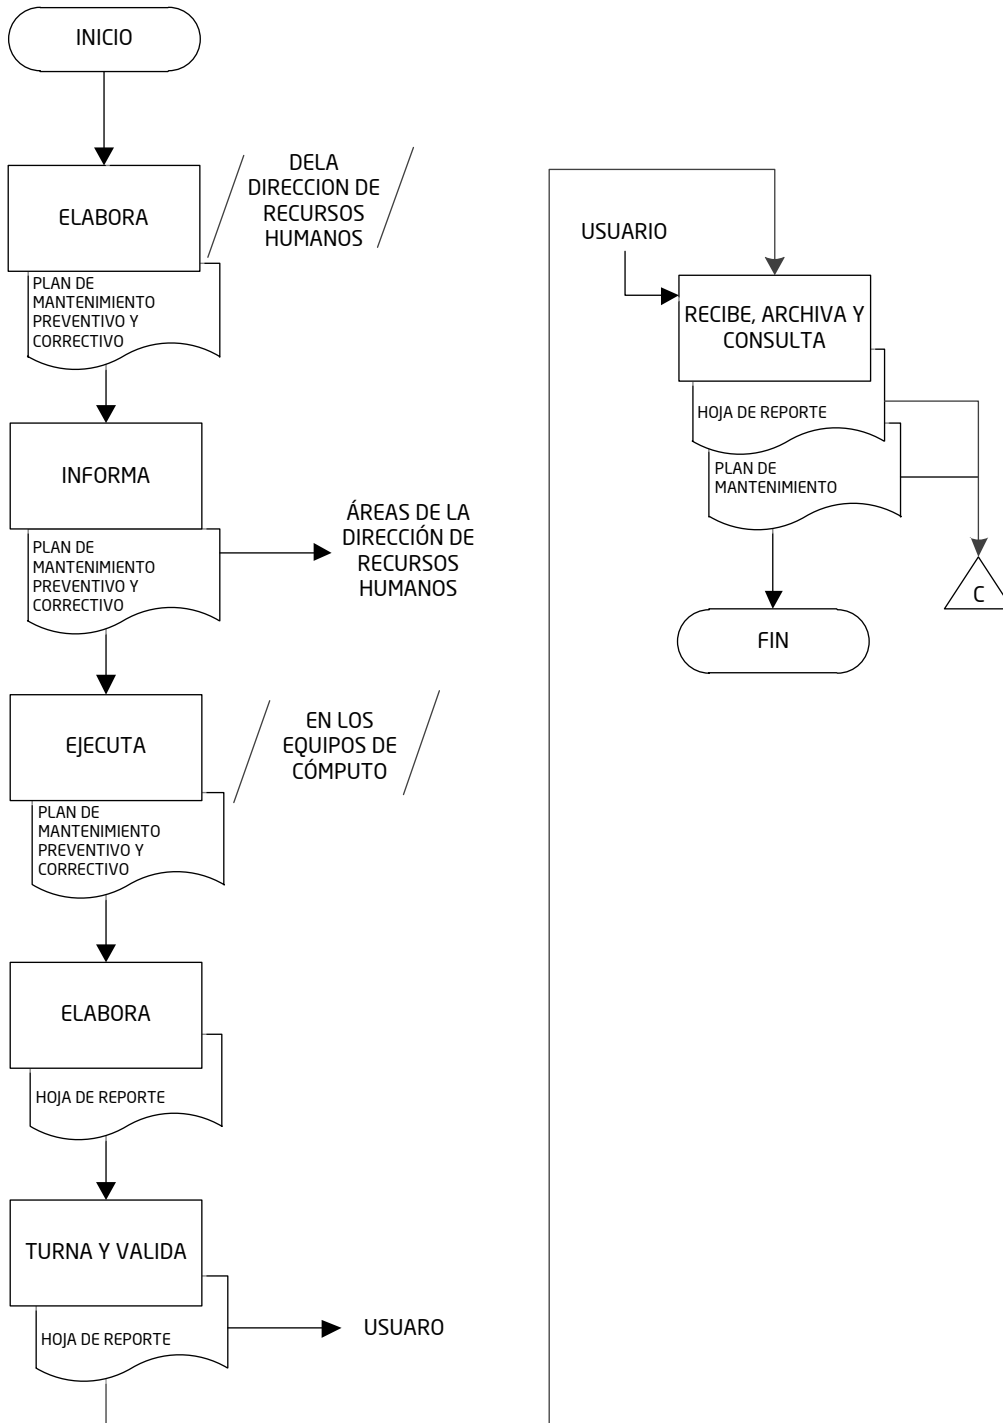 INICIO
ELABORA
PLAN DE
MANTENIMIENTO
PREVENTIVO Y
CORRECTIVO
DELA
DIRECCION DE
RECURSOS
HUMANOS
INFORMA
PLAN DE
MANTENIMIENTO
PREVENTIVO Y
CORRECTIVO
ÁREAS DE LA
DIRECCIÓN DE
RECURSOS
HUMANOS
EJECUTA
PLAN DE
MANTENIMIENTO
PREVENTIVO Y
CORRECTIVO
EN LOS
EQUIPOS DE
CÓMPUTO
ELABORA
HOJA DE REPORTE
TURNA Y VALIDA
HOJA DE REPORTE
USUARO
USUARIO
RECIBE, ARCHIVA Y
CONSULTA
HOJA DE REPORTE
PLAN DE
MANTENIMIENTO
C
FIN